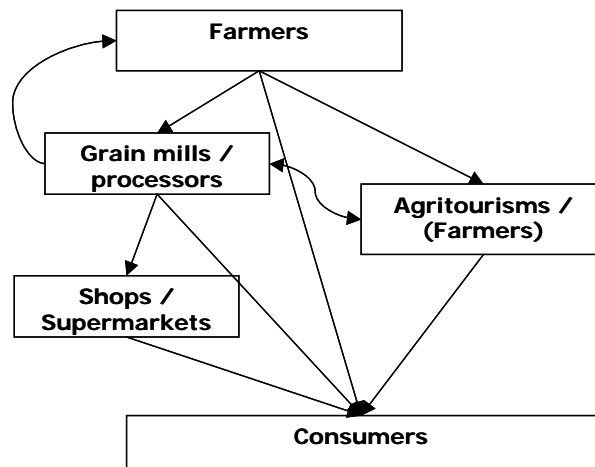 Farmers
Grain mills /
processors
Agritourisms /
(Farmers)
Shops /
Supermarkets
Consumers